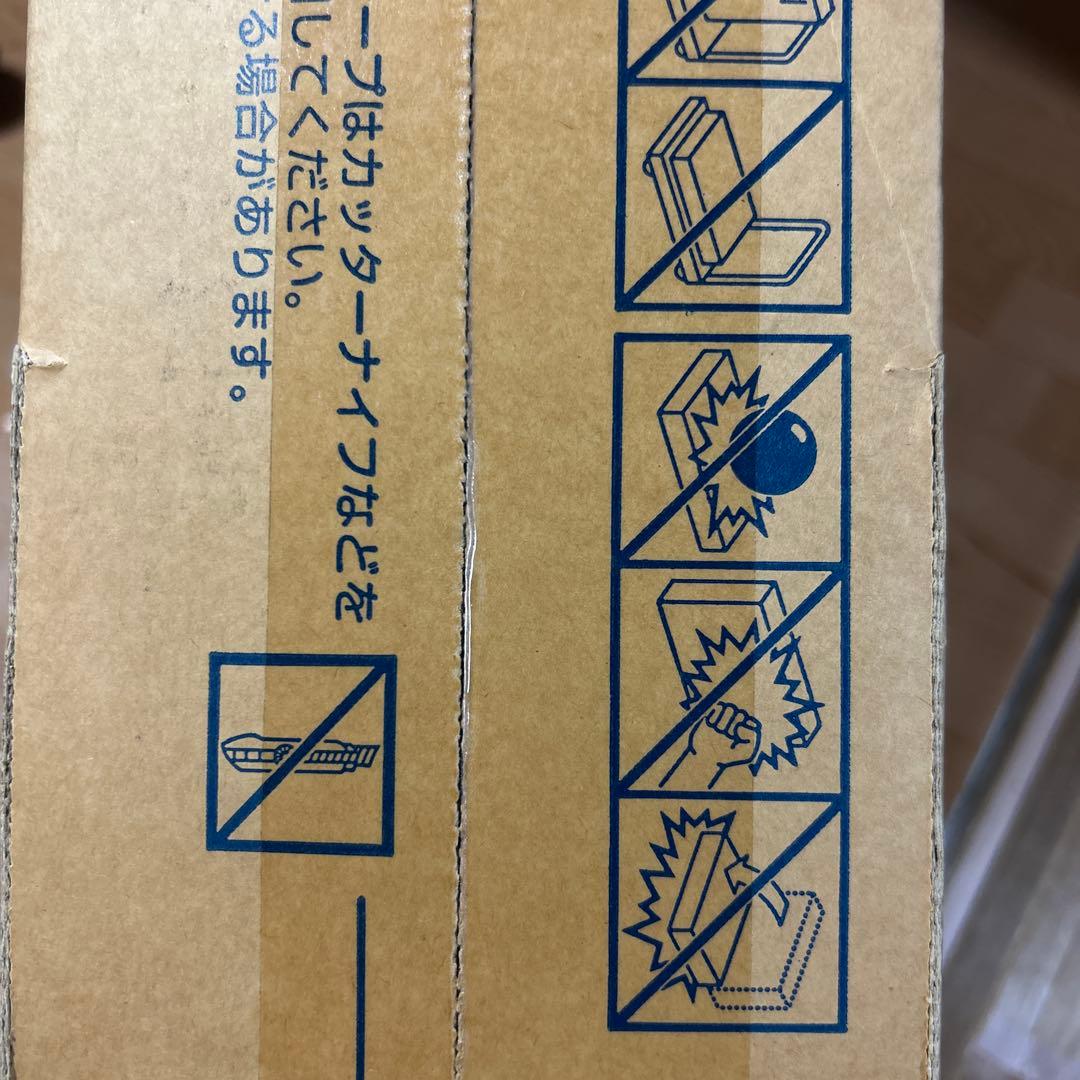 ープはカッターナイフなどを
してください。
る場合があります。